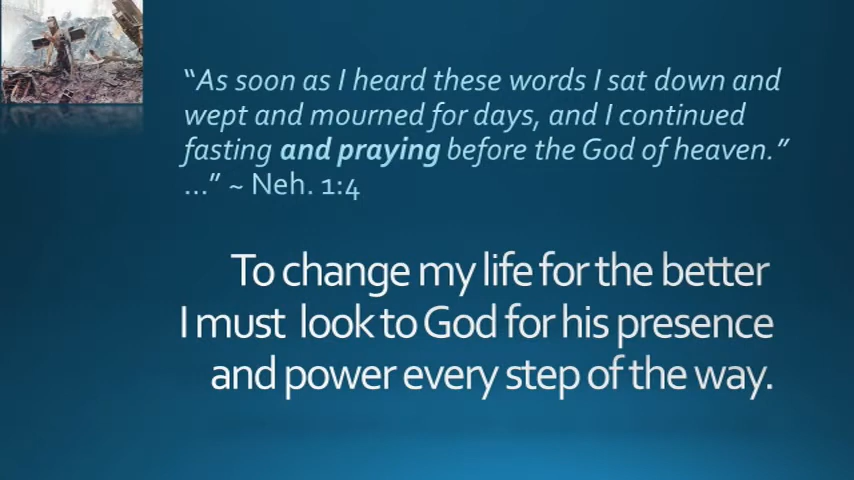 “As soon as I heard these words I sat down and
wept and mourned for days, and I continued
fasting and praying before the God of heaven.”
...” ~ Neh. 1:4
To change my life for the better
I must look to God for his presence
and power every step of the way.